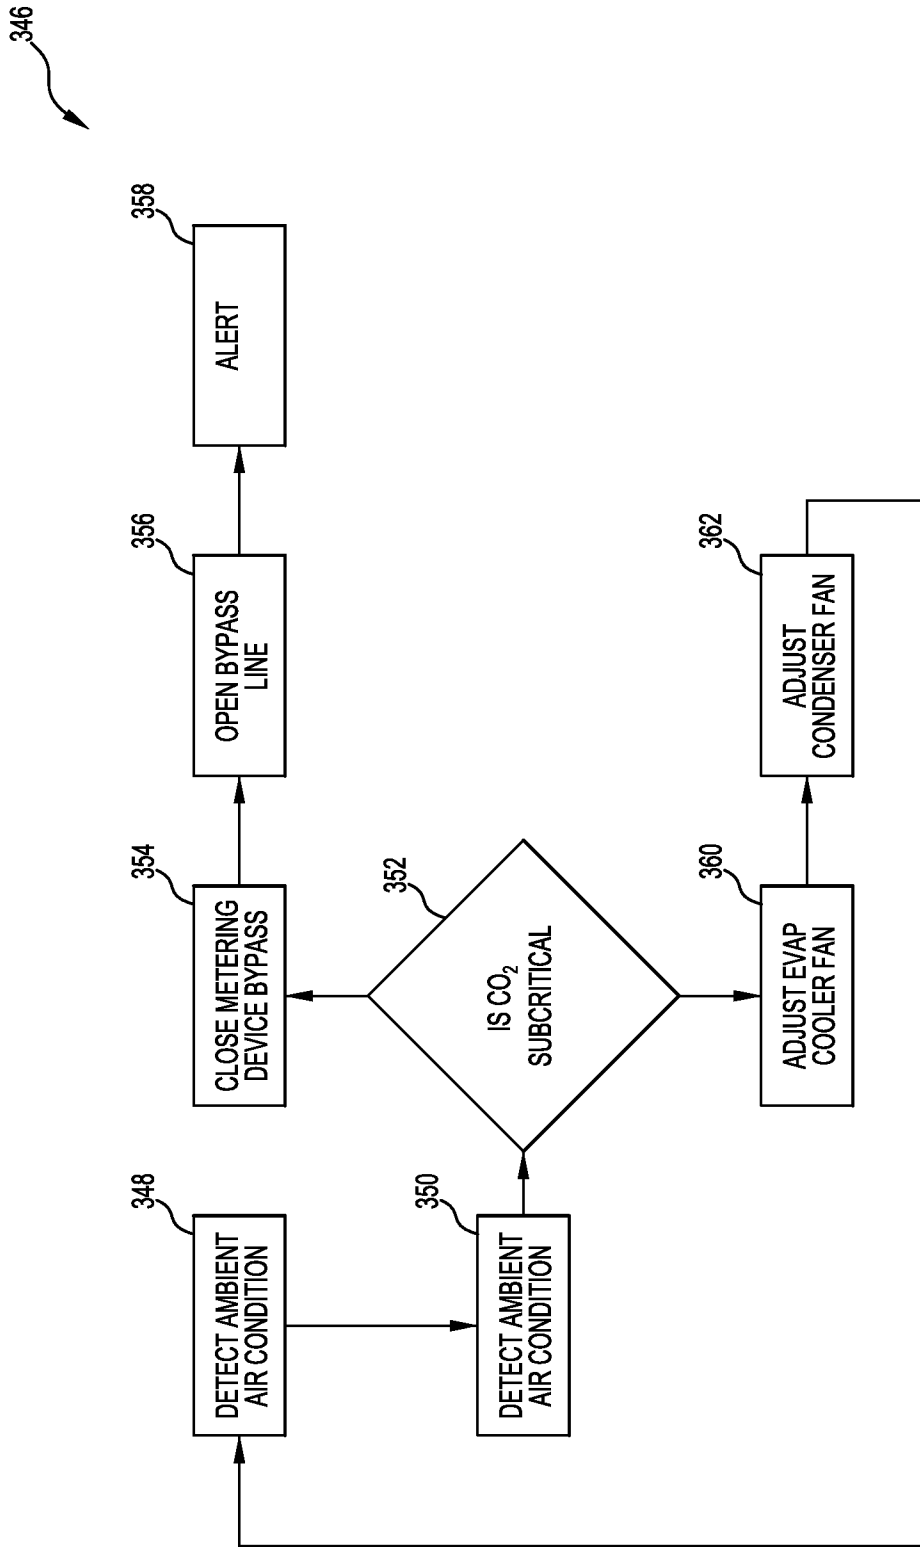 346
348
DETECT AMBIENT
AIR CONDITION
354
CLOSE METERING
DEVICE BYPASS
356
OPEN BYPASS
LINE
358
ALERT
350
DETECT AMBIENT
AIR CONDITION
352
IS CO₂
SUBCRITICAL
360
ADJUST EVAP
COOLER FAN
362
ADJUST
CONDENSER FAN